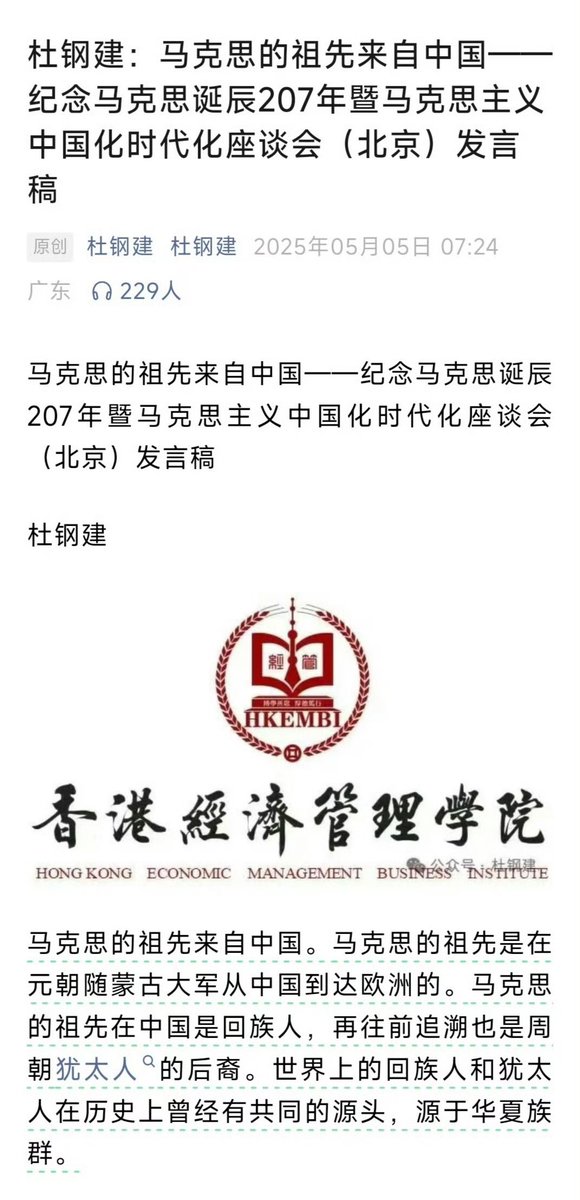 杜钢建：马克思的祖先来自中国——
纪念马克思诞辰207年暨马克思主义
中国化时代化座谈会（北京）发言
稿
原创 杜钢建 杜钢建 2025年05月05日 07:24
广东 229人
马克思的祖先来自中国——纪念马克思诞辰
207年暨马克思主义中国化时代化座谈会
（北京）发言稿
杜钢建
經管
博學善思 厚德篤行
HKEMBI
香港經濟管理學院
公众号·杜钢建
HONG KONG ECONOMIC MANAGEMENT BUSINESS INSTITUTE
马克思的祖先来自中国。马克思的祖先是在
元朝随蒙古大军从中国到达欧洲的。马克思
的祖先在中国是回族人，再往前追溯也是周
朝犹太人的后裔。世界上的回族人和犹太
人在历史上曾经有共同的源头，源于华夏族
群。